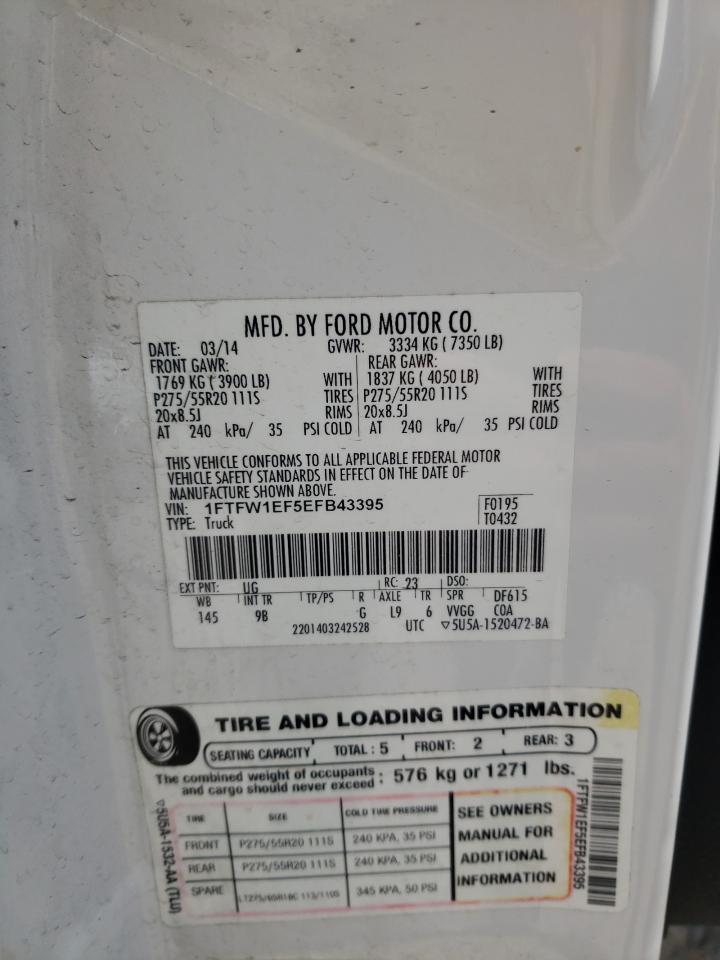 MFD. BY FORD MOTOR CO.
DATE: 03/14 GVWR: 3334 KG ( 7350 LB)
FRONT GAWR: REAR GAWR:
1769 KG ( 3900 LB) WITH 1837 KG ( 4050 LB) WITH
P275/55R20 111S TIRES P275/55R20 111S TIRES
20x8.5J RIMS 20x8.5J RIMS
AT 240 kPa/ 35 PSI COLD AT 240 kPa/ 35 PSI COLD
THIS VEHICLE CONFORMS TO ALL APPLICABLE FEDERAL MOTOR
VEHICLE SAFETY STANDARDS IN EFFECT ON THE DATE OF
MANUFACTURE SHOWN ABOVE.
VIN: 1FTFW1EF5EFB43395 F0195
TYPE: Truck T0432
EXT PNT: UG RC: 23 DSO:
WB INT TR TP/PS R AXLE TR SPR DF615
145 9B G L9 6 VVGG COA
2201403242528 UTC ▽5U5A-1520472-BA
TIRE AND LOADING INFORMATION
SEATING CAPACITY TOTAL : 5 FRONT: 2 REAR: 3
The combined weight of occupants and cargo should never exceed : 576 kg or 1271 lbs.
TIRE SIZE COLD TIRE PRESSURE
FRONT P275/55R20 111S 240 KPA, 35 PSI
REAR P275/55R20 111S 240 KPA, 35 PSI
SPARE 345 KPA, 50 PSI
SEE OWNERS
MANUAL FOR
ADDITIONAL
INFORMATION
▽5U5A-1532-AA (TLU)
1FTFW1EF5EFB43395